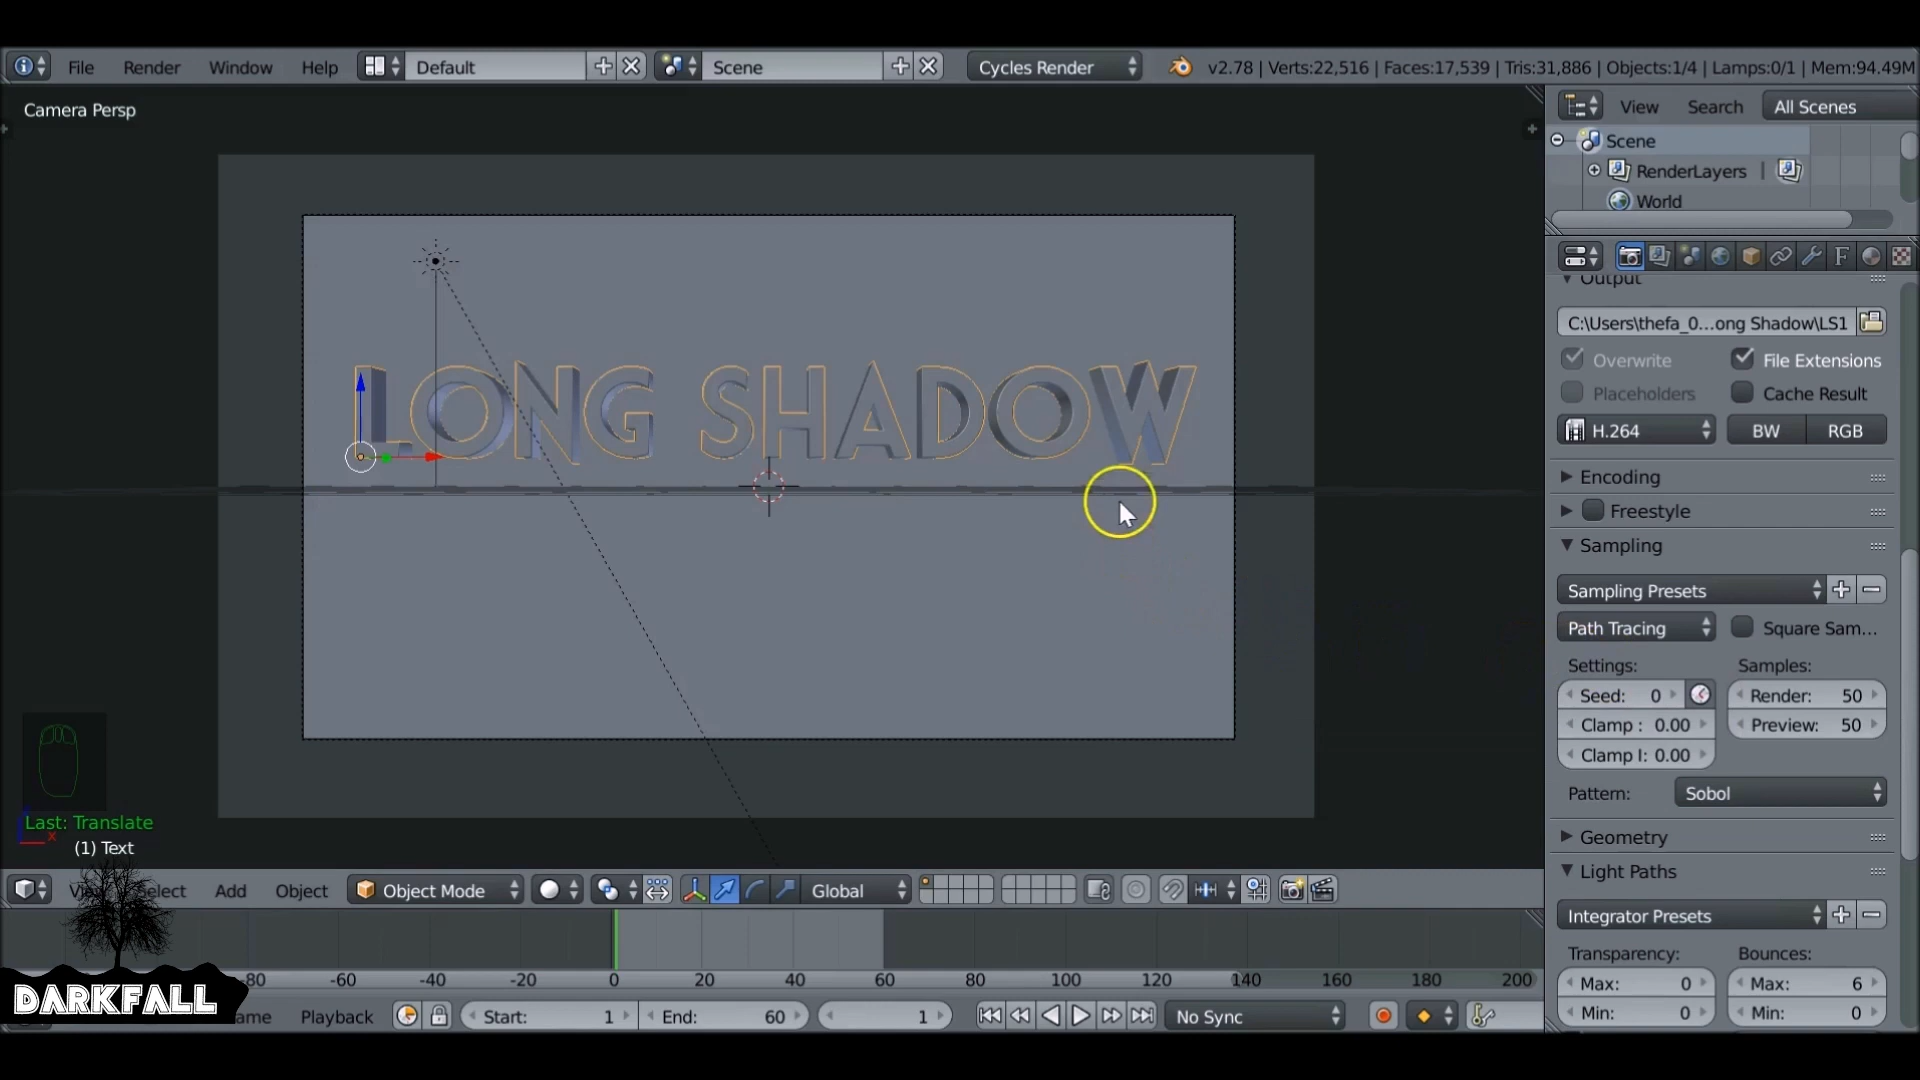 File Render Window Help Default Scene Cycles Render v2.78 | Verts:22,516 | Faces:17,539 | Tris:31,886 | Objects:1/4 | Lamps:0/1 | Mem:94.49M
Camera Persp
View Search All Scenes
Scene
RenderLayers
World
Output
C:\Users\thefa_0...ong Shadow\LS1
Overwrite File Extensions
Placeholders Cache Result
H.264 BW RGB
Encoding
Freestyle
Sampling
Sampling Presets
Path Tracing Square Sam...
Settings: Samples:
Seed: 0 Render: 50
Clamp : 0.00 Preview: 50
Clamp I: 0.00
Pattern: Sobol
Geometry
Light Paths
Integrator Presets
Transparency: Bounces:
Max: 0 Max: 6
Min: 0 Min: 0
LONG SHADOW
Last: Translate
x
(1) Text
Add Object Object Mode Global
-80 -60 -40 -20 0 20 40 60 80 100 120 140 160 180 200
DARKFALL
Playback Start: 1 End: 60 1 No Sync